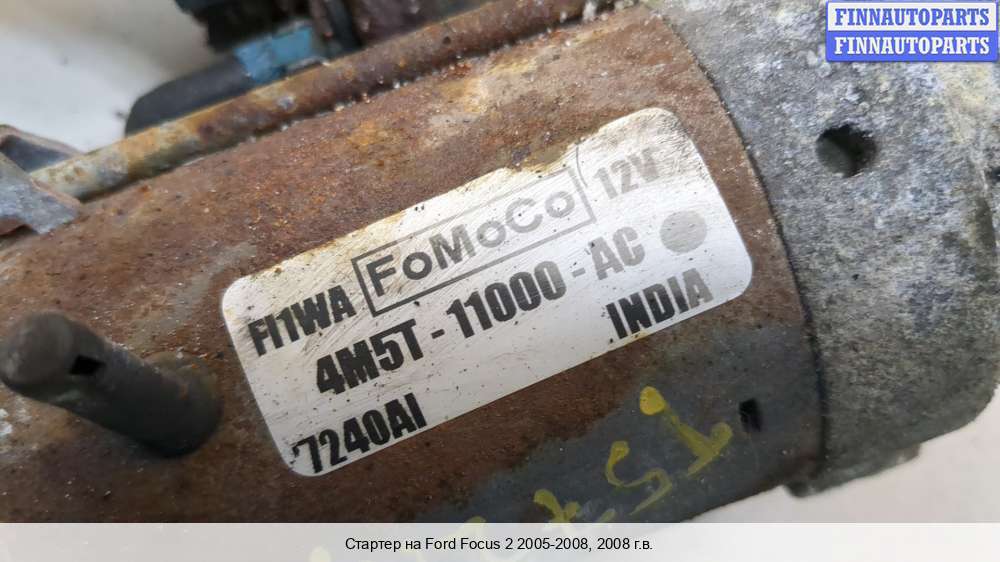 FINNAUTOPARTS
FINNAUTOPARTS
FI1WA FoMoCo 12V
4M5T-11000-AC
INDIA
7240AI
Стартер на Ford Focus 2 2005-2008, 2008 г.в.